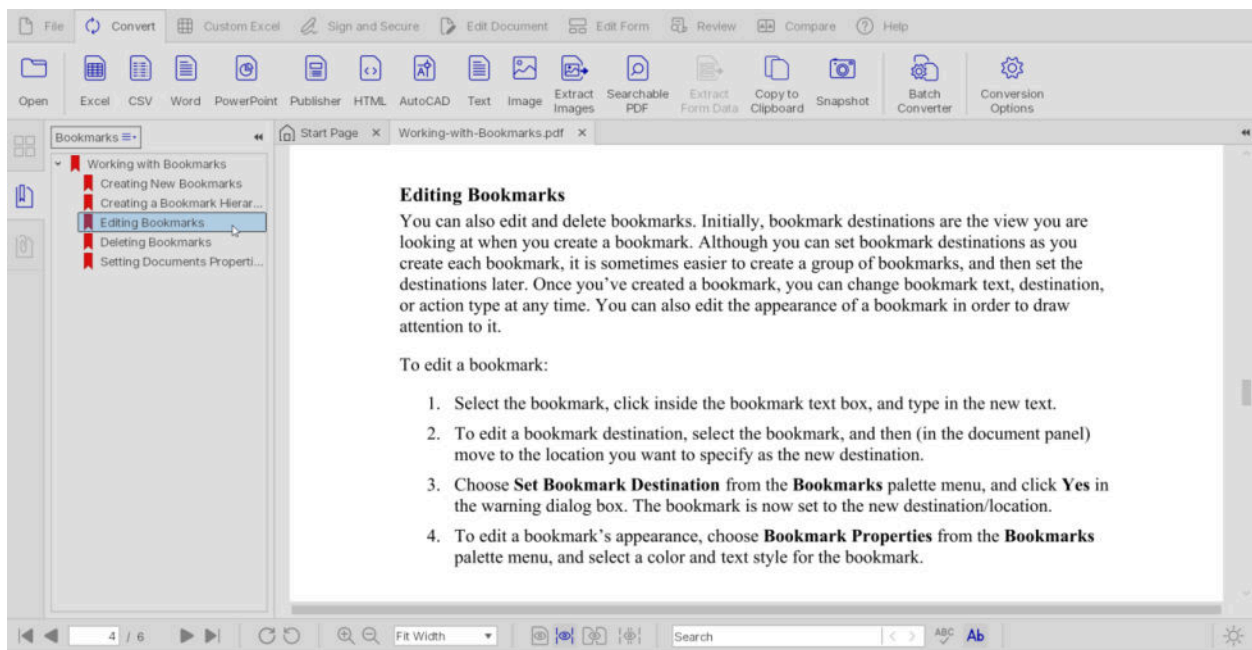 File Convert Custom Excel Sign and Secure Edit Document Edit Form Review Compare Help
Open Excel CSV Word PowerPoint Publisher HTML AutoCAD Text Image Extract Images Searchable PDF Extract Form Data Copy to Clipboard Snapshot Batch Converter Conversion Options
Bookmarks
Start Page Working-with-Bookmarks.pdf
Working with Bookmarks
Creating New Bookmarks
Creating a Bookmark Hierar...
Editing Bookmarks
Deleting Bookmarks
Setting Documents Properti...
Editing Bookmarks
You can also edit and delete bookmarks. Initially, bookmark destinations are the view you are
looking at when you create a bookmark. Although you can set bookmark destinations as you
create each bookmark, it is sometimes easier to create a group of bookmarks, and then set the
destinations later. Once you've created a bookmark, you can change bookmark text, destination,
or action type at any time. You can also edit the appearance of a bookmark in order to draw
attention to it.
To edit a bookmark:
1. Select the bookmark, click inside the bookmark text box, and type in the new text.
2. To edit a bookmark destination, select the bookmark, and then (in the document panel)
move to the location you want to specify as the new destination.
3. Choose Set Bookmark Destination from the Bookmarks palette menu, and click Yes in
the warning dialog box. The bookmark is now set to the new destination/location.
4. To edit a bookmark's appearance, choose Bookmark Properties from the Bookmarks
palette menu, and select a color and text style for the bookmark.
4 / 6 Fit Width Search ABC Ab